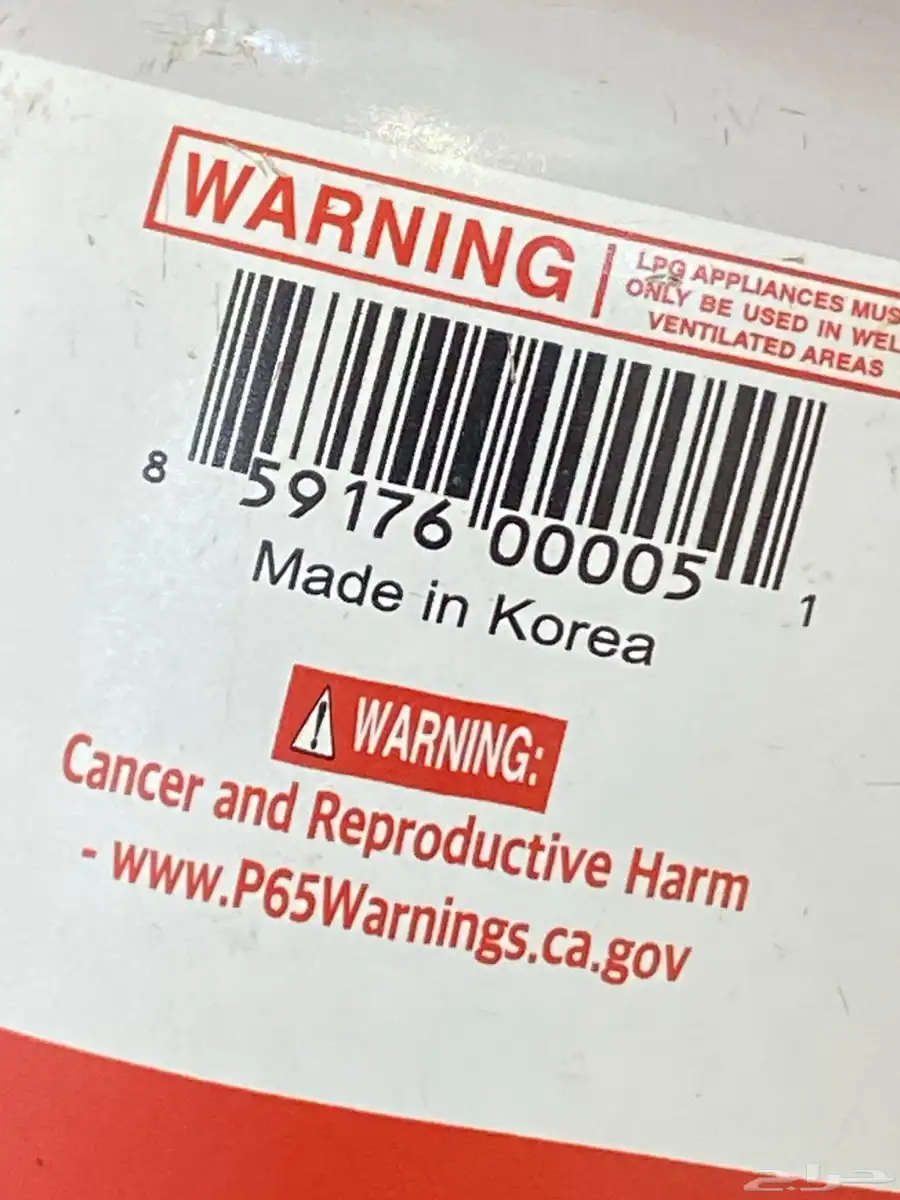 WARNING
LPG APPLIANCES MUS
ONLY BE USED IN WEL
VENTILATED AREAS
8 59176 00005 1
Made in Korea
WARNING:
Cancer and Reproductive Harm
- www.P65Warnings.ca.gov
حراج